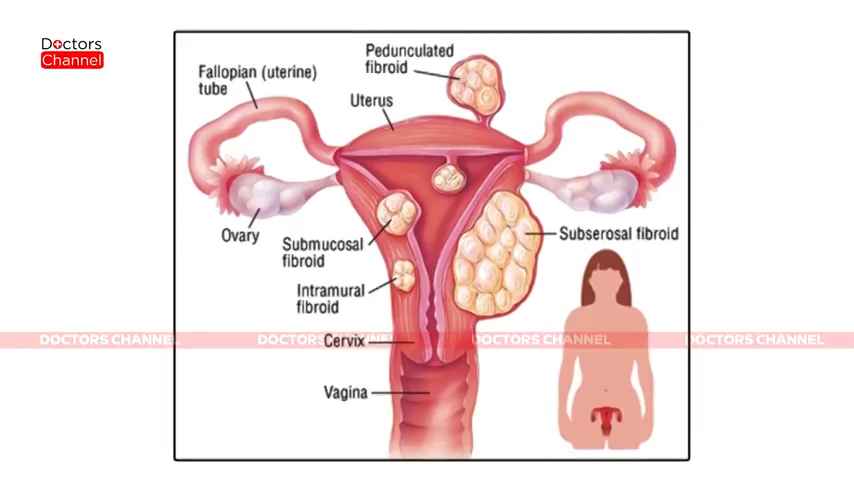 Doctors
Channel
Pedunculated
fibroid
Fallopian (uterine)
tube
Uterus
Ovary
Submucosal
fibroid
Subserosal fibroid
Intramural
fibroid
DOCTORS CHANNEL DOCTORS CHANNEL DOCTORS CHANNEL DOCTORS CHANNEL
Cervix
Vagina